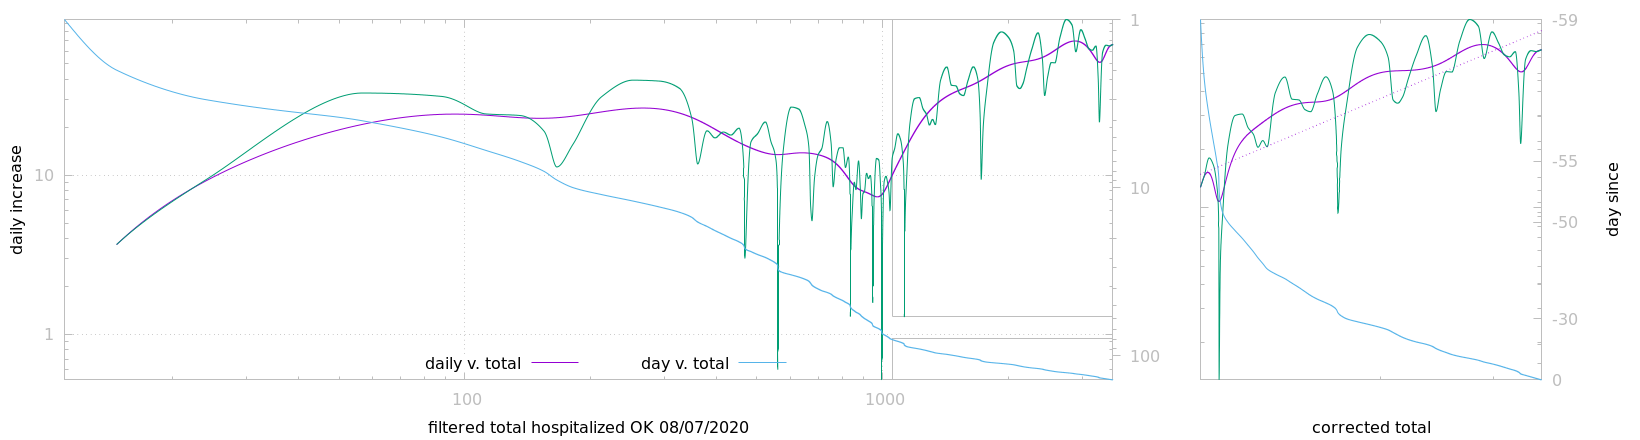 daily increase
10
1
daily v. total
day v. total
100
1000
filtered total hospitalized OK 08/07/2020
1
10
100
-59
-55
-50
-30
0
day since
corrected total